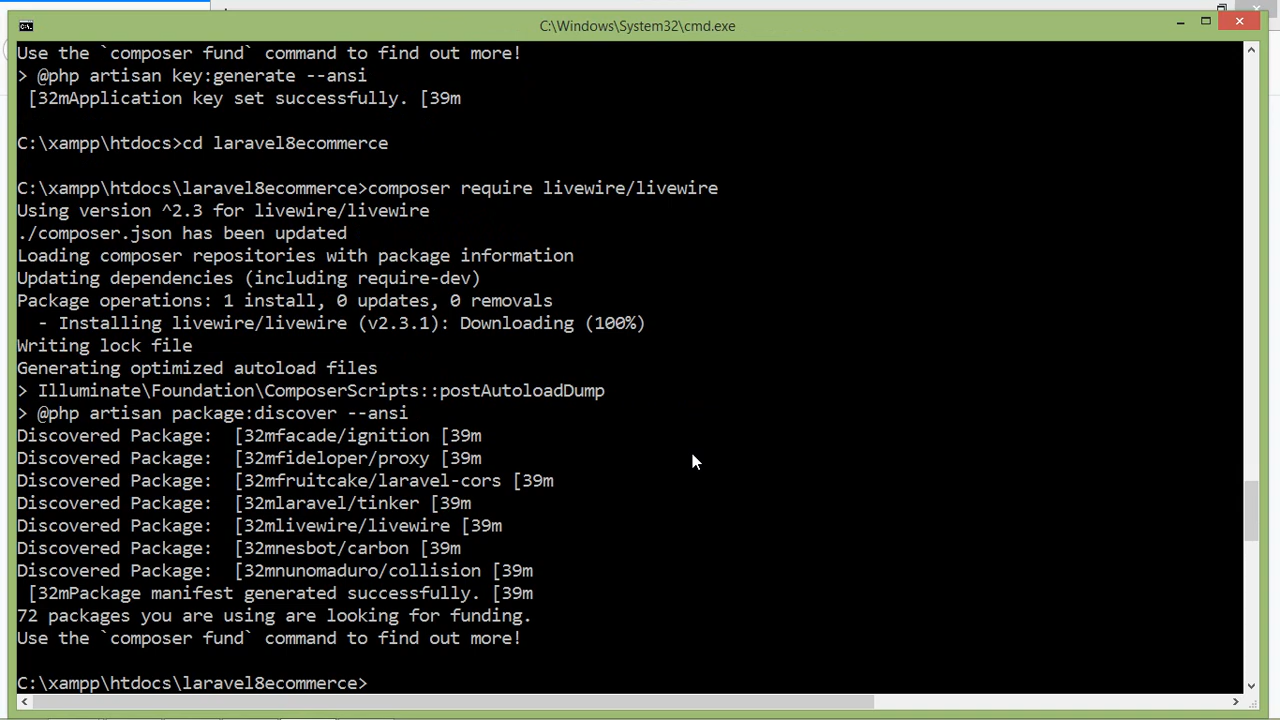 C:\Windows\System32\cmd.exe
Use the `composer fund` command to find out more!
> @php artisan key:generate --ansi
[32mApplication key set successfully. [39m
C:\xampp\htdocs>cd laravel8ecommerce
C:\xampp\htdocs\laravel8ecommerce>composer require livewire/livewire
Using version ^2.3 for livewire/livewire
./composer.json has been updated
Loading composer repositories with package information
Updating dependencies (including require-dev)
Package operations: 1 install, 0 updates, 0 removals
- Installing livewire/livewire (v2.3.1): Downloading (100%)
Writing lock file
Generating optimized autoload files
> Illuminate\Foundation\ComposerScripts::postAutoloadDump
> @php artisan package:discover --ansi
Discovered Package: [32mfacade/ignition [39m
Discovered Package: [32mfideloper/proxy [39m
Discovered Package: [32mfruitcake/laravel-cors [39m
Discovered Package: [32mlaravel/tinker [39m
Discovered Package: [32mlivewire/livewire [39m
Discovered Package: [32mnesbot/carbon [39m
Discovered Package: [32mnunomaduro/collision [39m
[32mPackage manifest generated successfully. [39m
72 packages you are using are looking for funding.
Use the `composer fund` command to find out more!
C:\xampp\htdocs\laravel8ecommerce>